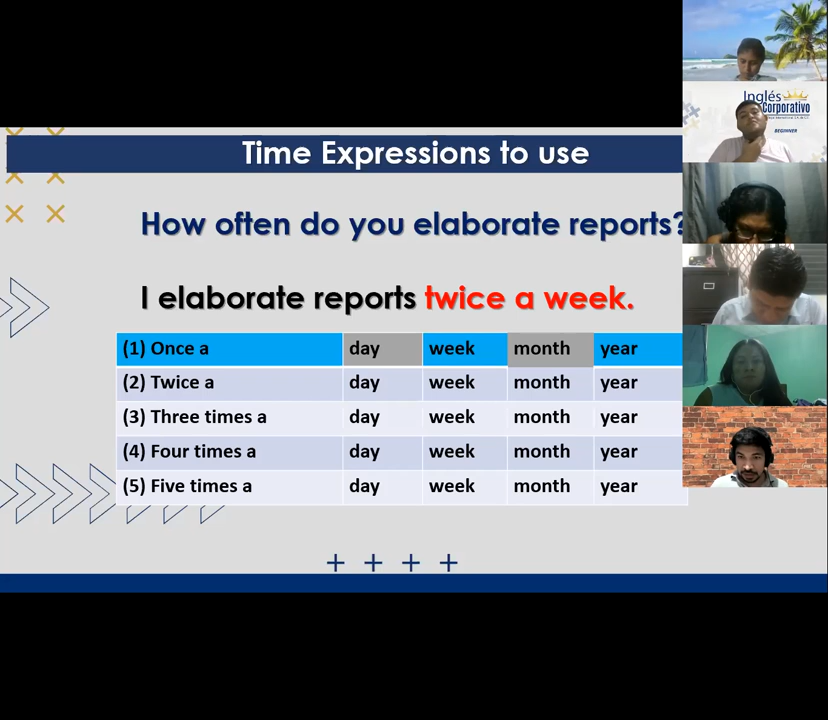 Time Expressions to use
How often do you elaborate reports?
I elaborate reports twice a week.
(1) Once a day week month year
(2) Twice a day week month year
(3) Three times a day week month year
(4) Four times a day week month year
(5) Five times a day week month year
Inglés
Corporativo
BEGINNER